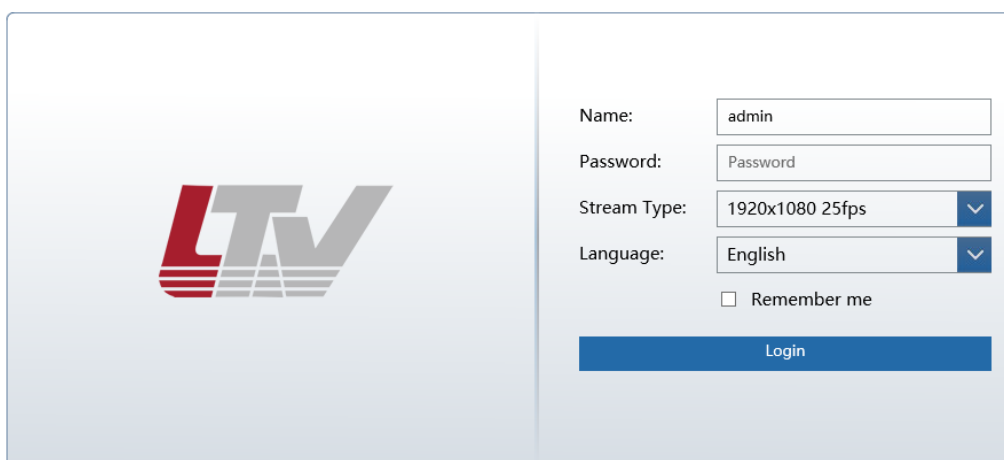 LTV
Name: admin
Password: Password
Stream Type: 1920x1080 25fps
Language: English
Remember me
Login